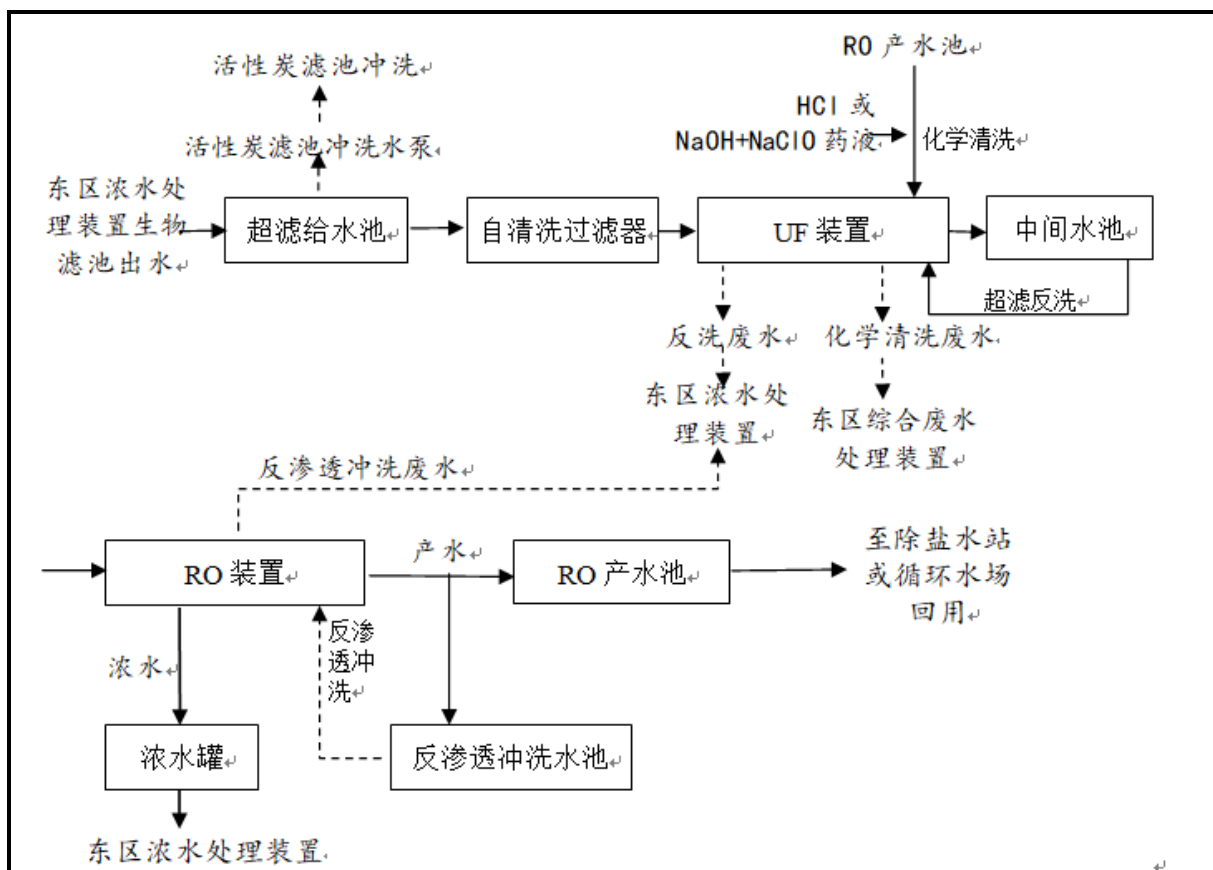 RO 产水池
活性炭滤池冲洗
HCl 或
NaOH+NaClO 药液
化学清洗
活性炭滤池冲洗水泵
东区浓水处
理装置生物
滤池出水
超滤给水池
自清洗过滤器
UF 装置
中间水池
超滤反洗
反洗废水
化学清洗废水
东区浓水处
理装置
东区综合废水
处理装置
反渗透冲洗废水
RO 装置
产水
RO 产水池
至除盐水站
或循环水场
回用
浓水
反渗
透冲
洗
浓水罐
反渗透冲洗水池
东区浓水处理装置